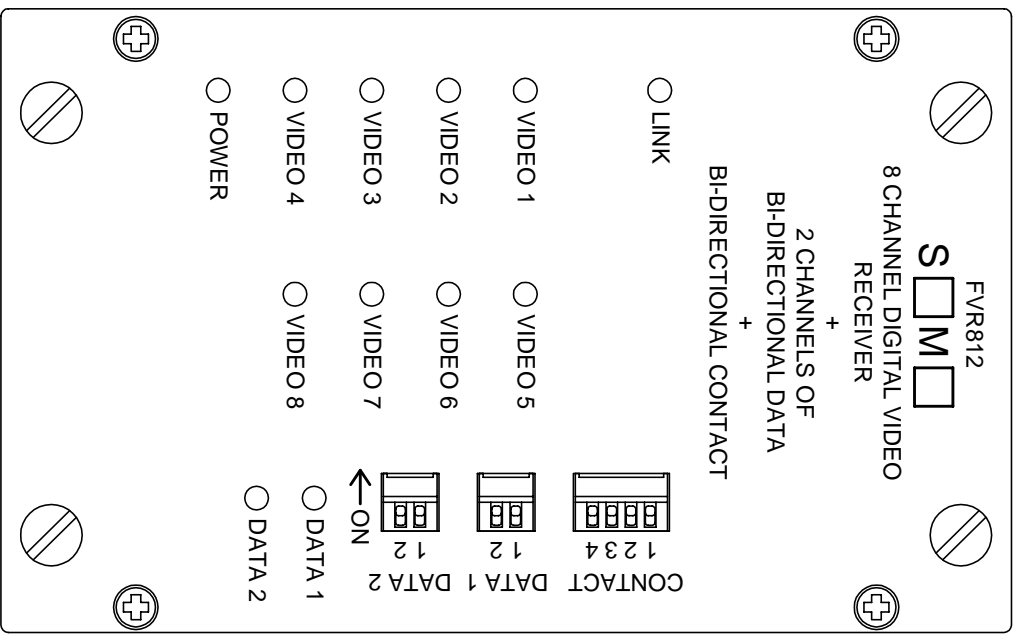 FVR812
S M
8 CHANNEL DIGITAL VIDEO
RECEIVER
+
2 CHANNELS OF
BI-DIRECTIONAL DATA
+
BI-DIRECTIONAL CONTACT
LINK
VIDEO 1
VIDEO 5
VIDEO 2
VIDEO 6
VIDEO 3
VIDEO 7
VIDEO 4
VIDEO 8
POWER
CONTACT
1 2 3 4
DATA 1
1 2
DATA 2
1 2
ON
DATA 1
DATA 2